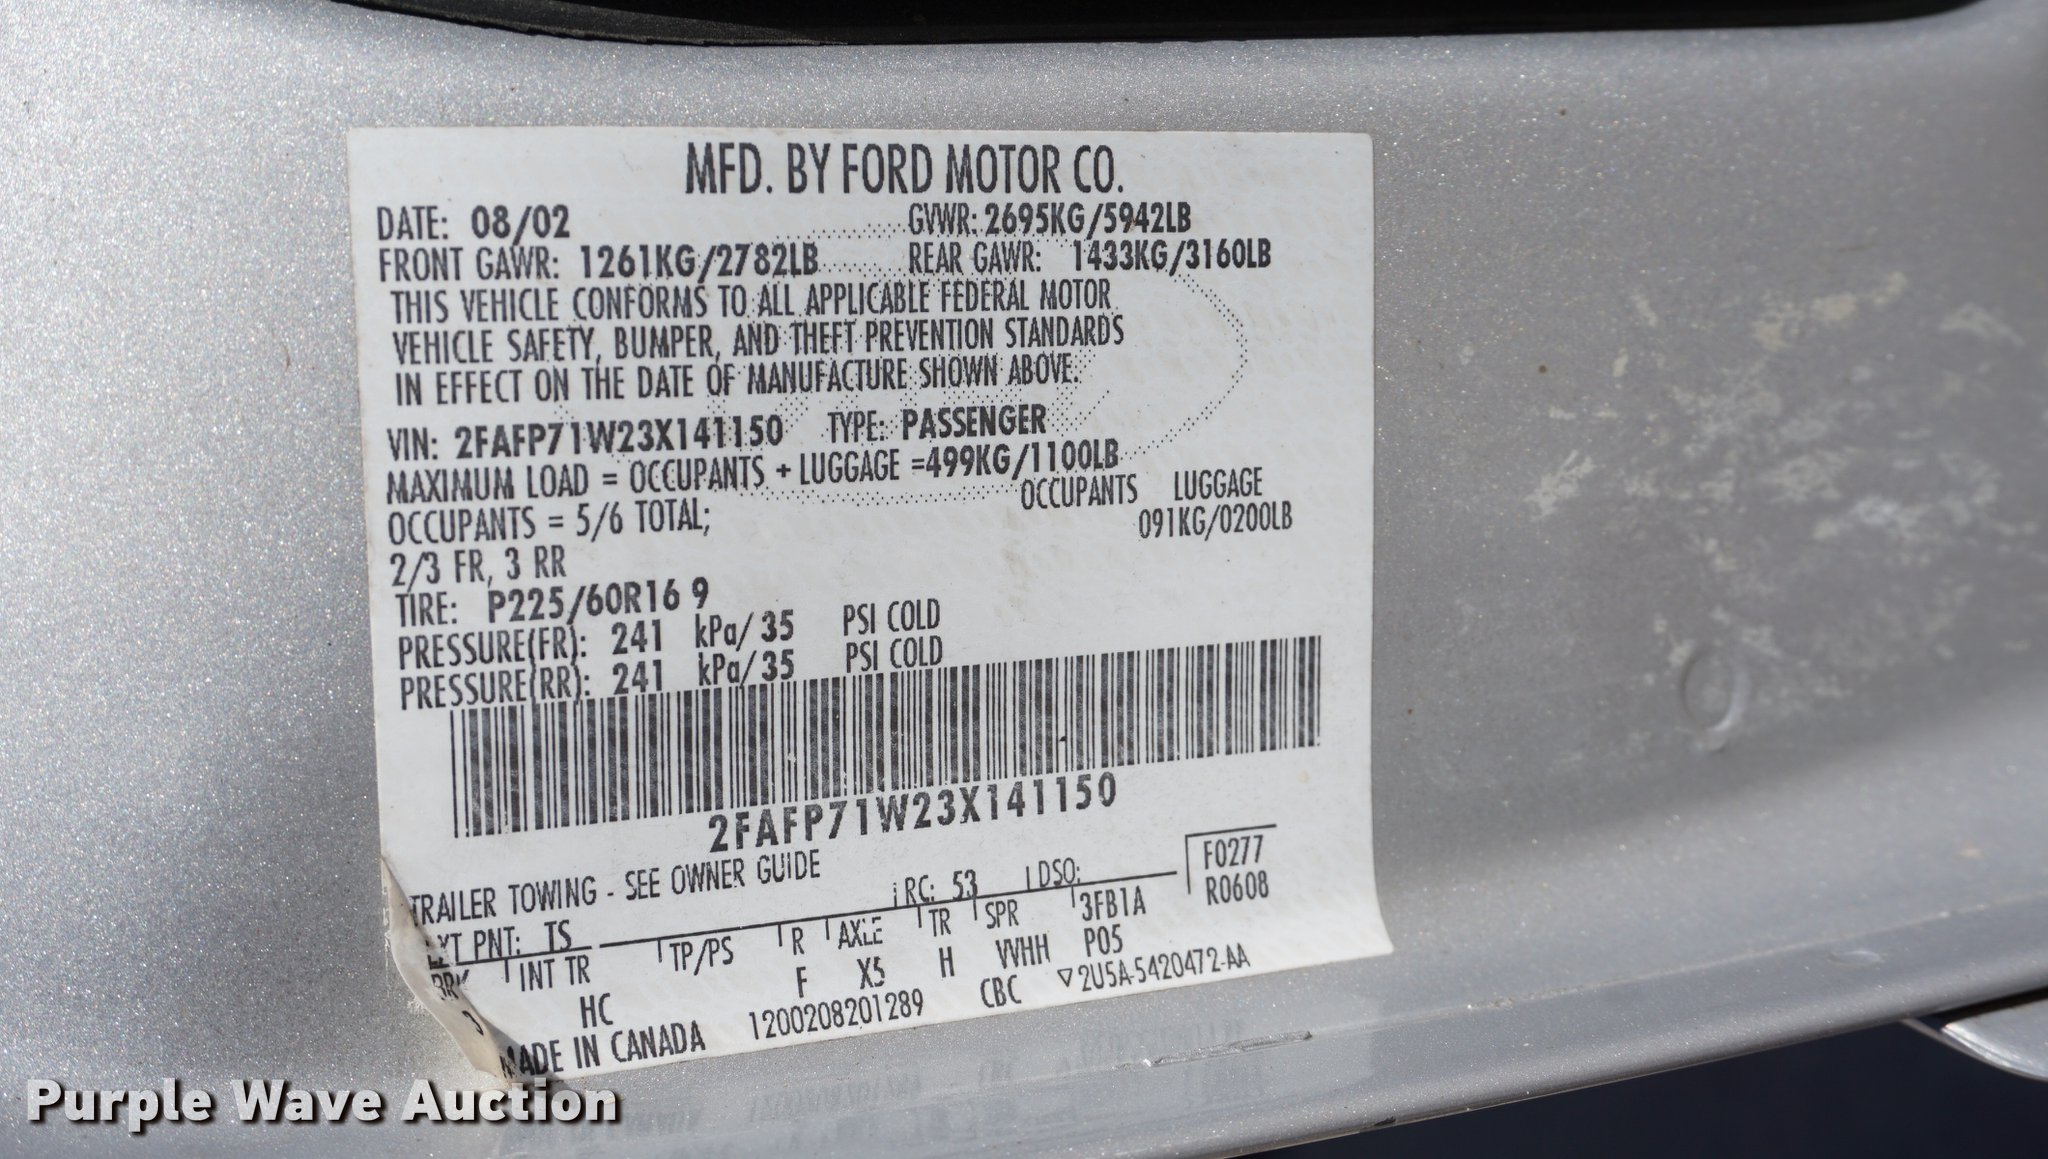 MFD. BY FORD MOTOR CO.
DATE: 08/02 GVWR: 2695KG/5942LB
FRONT GAWR: 1261KG/2782LB REAR GAWR: 1433KG/3160LB
THIS VEHICLE CONFORMS TO ALL APPLICABLE FEDERAL MOTOR
VEHICLE SAFETY, BUMPER, AND THEFT PREVENTION STANDARDS
IN EFFECT ON THE DATE OF MANUFACTURE SHOWN ABOVE.
VIN: 2FAFP71W23X141150 TYPE: PASSENGER
MAXIMUM LOAD = OCCUPANTS + LUGGAGE =499KG/1100LB
OCCUPANTS = 5/6 TOTAL; OCCUPANTS LUGGAGE
2/3 FR, 3 RR 091KG/0200LB
TIRE: P225/60R16 9
PRESSURE(FR): 241 kPa/ 35 PSI COLD
PRESSURE(RR): 241 kPa/ 35 PSI COLD
2FAFP71W23X141150
TRAILER TOWING - SEE OWNER GUIDE
EXT PNT: TS RC: 53 DSO: F0277
BRK INT TR TP/PS R AXLE TR SPR 3FB1A R0608
HC F X5 H VVHH P05
MADE IN CANADA 1200208201289 CBC ▽2U5A-5420472-AA
Purple Wave Auction